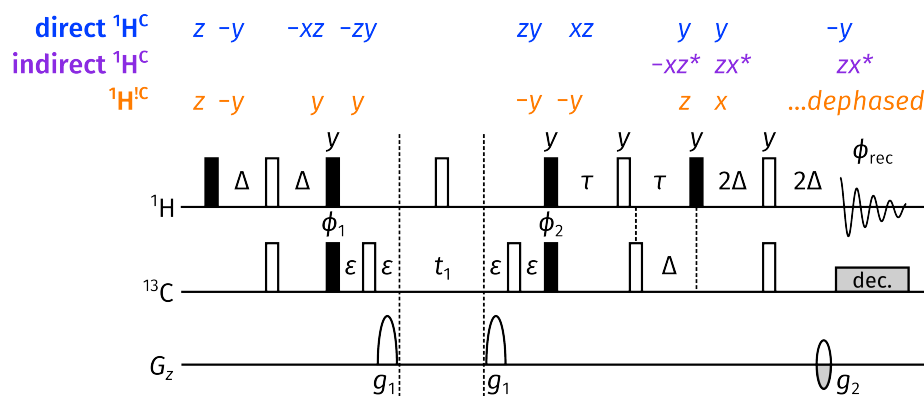 direct ¹Hᶜ z −y −xz −zy zy xz y y −y
indirect ¹Hᶜ −xz* zx* zx*
¹H^!C z −y y y −y −y z x ...dephased
y y y y y
¹H Δ Δ τ τ 2Δ 2Δ ϕrec
ϕ₁ ϕ₂
¹³C ε ε t₁ ε ε Δ dec.
Gz g₁ g₁ g₂